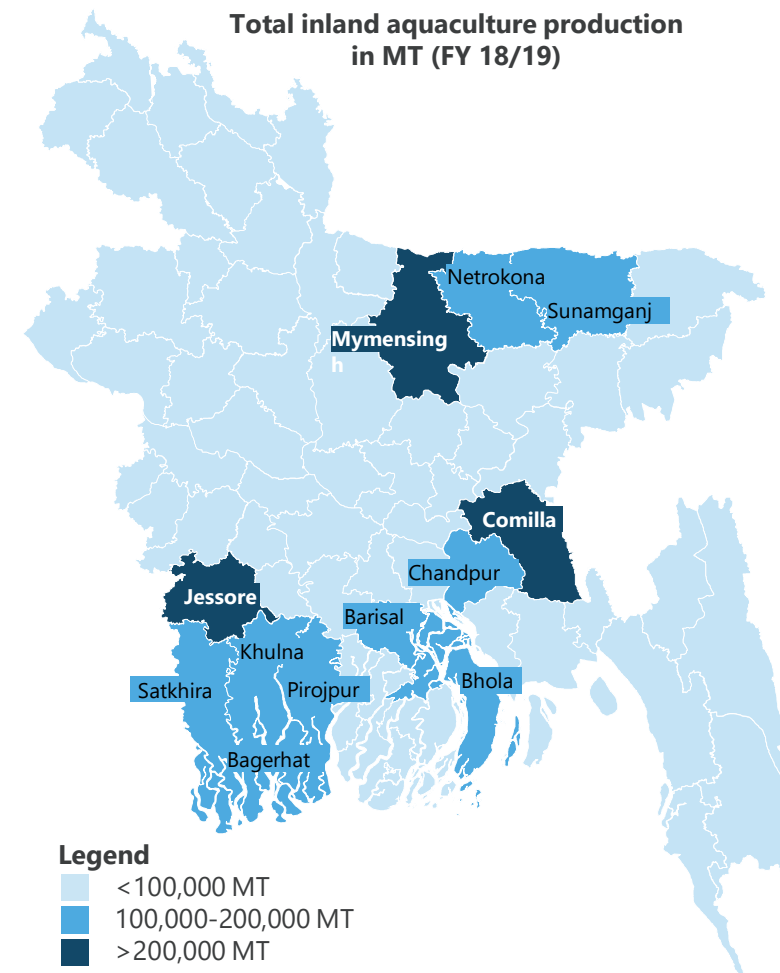 Total inland aquaculture production
in MT (FY 18/19)
Netrokona
Sunamganj
Mymensing
h
Comilla
Chandpur
Jessore
Barisal
Khulna
Satkhira
Pirojpur
Bhola
Bagerhat
Legend
<100,000 MT
100,000-200,000 MT
>200,000 MT